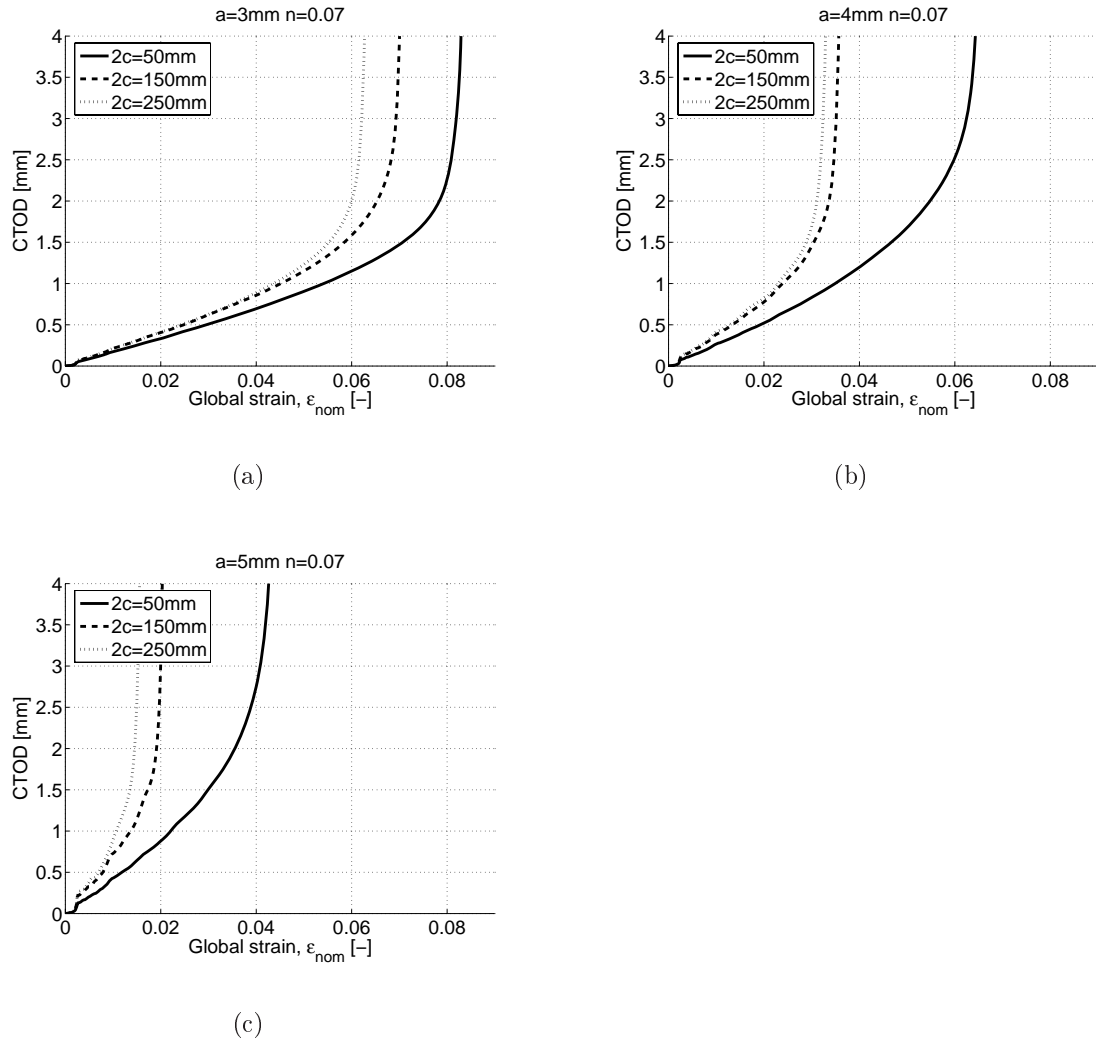 a=3mm n=0.07
4
3.5
3
2.5
2
1.5
1
0.5
0
CTOD [mm]
2c=50mm
2c=150mm
2c=250mm
0 0.02 0.04 0.06 0.08
Global strain, ε_nom [−]
(a)
a=4mm n=0.07
4
3.5
3
2.5
2
1.5
1
0.5
0
CTOD [mm]
2c=50mm
2c=150mm
2c=250mm
0 0.02 0.04 0.06 0.08
Global strain, ε_nom [−]
(b)
a=5mm n=0.07
4
3.5
3
2.5
2
1.5
1
0.5
0
CTOD [mm]
2c=50mm
2c=150mm
2c=250mm
0 0.02 0.04 0.06 0.08
Global strain, ε_nom [−]
(c)